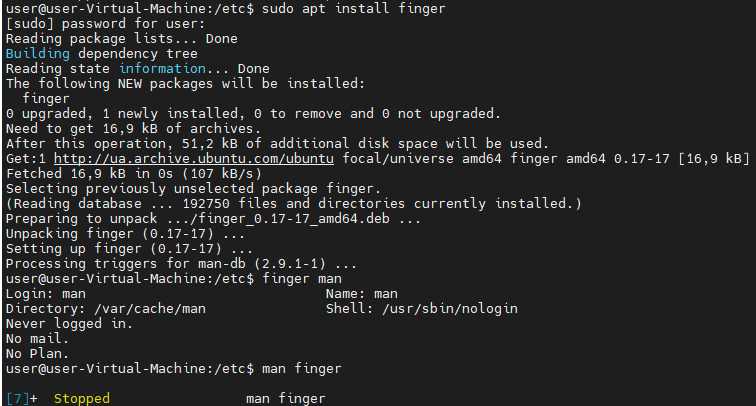 user@user-Virtual-Machine:/etc$ sudo apt install finger
[sudo] password for user:
Reading package lists... Done
Building dependency tree
Reading state information... Done
The following NEW packages will be installed:
  finger
0 upgraded, 1 newly installed, 0 to remove and 0 not upgraded.
Need to get 16,9 kB of archives.
After this operation, 51,2 kB of additional disk space will be used.
Get:1 http://ua.archive.ubuntu.com/ubuntu focal/universe amd64 finger amd64 0.17-17 [16,9 kB]
Fetched 16,9 kB in 0s (107 kB/s)
Selecting previously unselected package finger.
(Reading database ... 192750 files and directories currently installed.)
Preparing to unpack .../finger_0.17-17_amd64.deb ...
Unpacking finger (0.17-17) ...
Setting up finger (0.17-17) ...
Processing triggers for man-db (2.9.1-1) ...
user@user-Virtual-Machine:/etc$ finger man
Login: man                              Name: man
Directory: /var/cache/man               Shell: /usr/sbin/nologin
Never logged in.
No mail.
No Plan.
user@user-Virtual-Machine:/etc$ man finger
[7]+  Stopped                 man finger